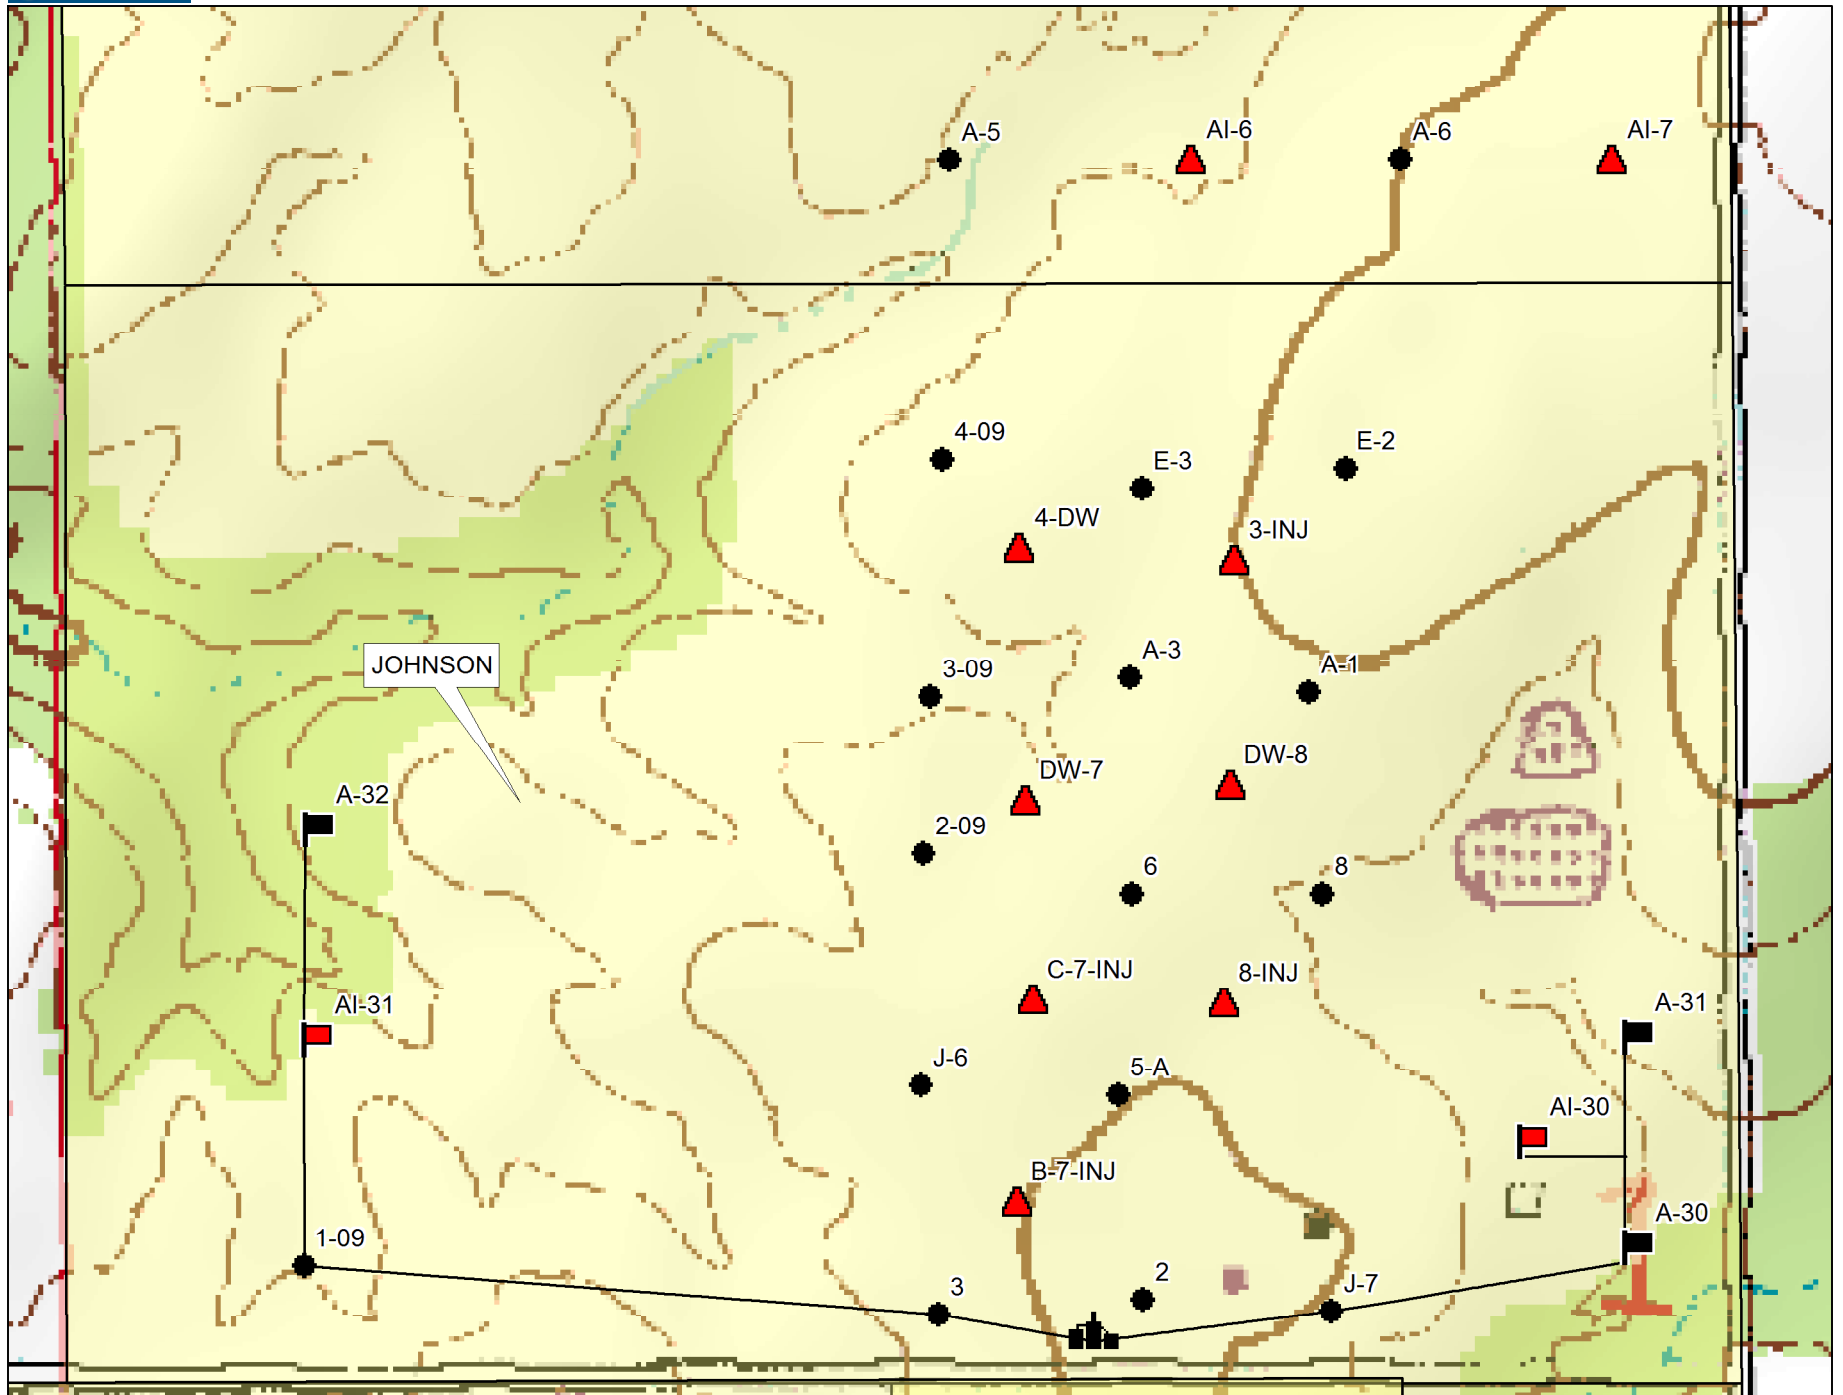 A-5
AI-6
A-6
AI-7
4-09
E-3
E-2
4-DW
3-INJ
JOHNSON
3-09
A-3
A-1
DW-7
DW-8
A-32
2-09
6
8
C-7-INJ
8-INJ
AI-31
A-31
J-6
5-A
AI-30
B-7-INJ
A-30
1-09
3
2
J-7